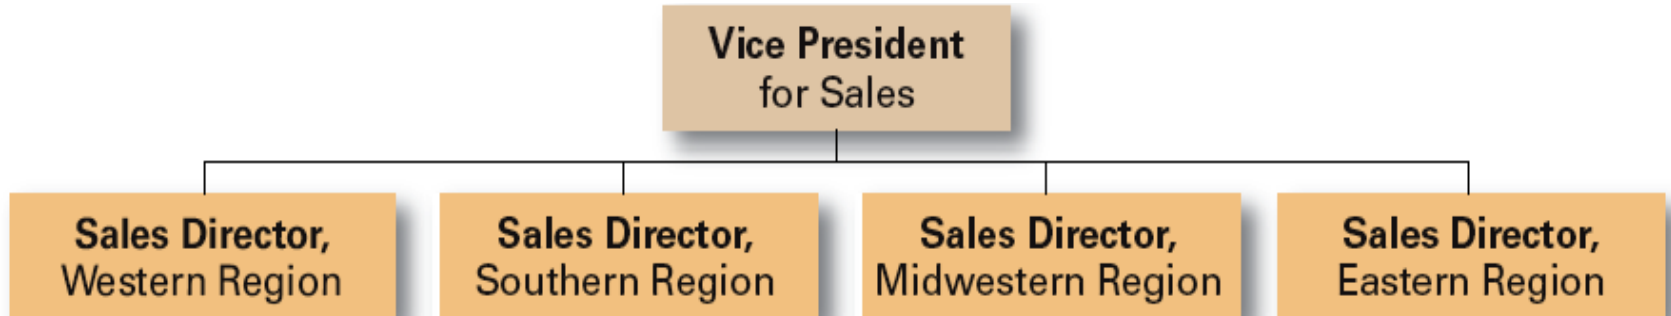 Vice President
for Sales
Sales Director,
Western Region
Sales Director,
Southern Region
Sales Director,
Midwestern Region
Sales Director,
Eastern Region